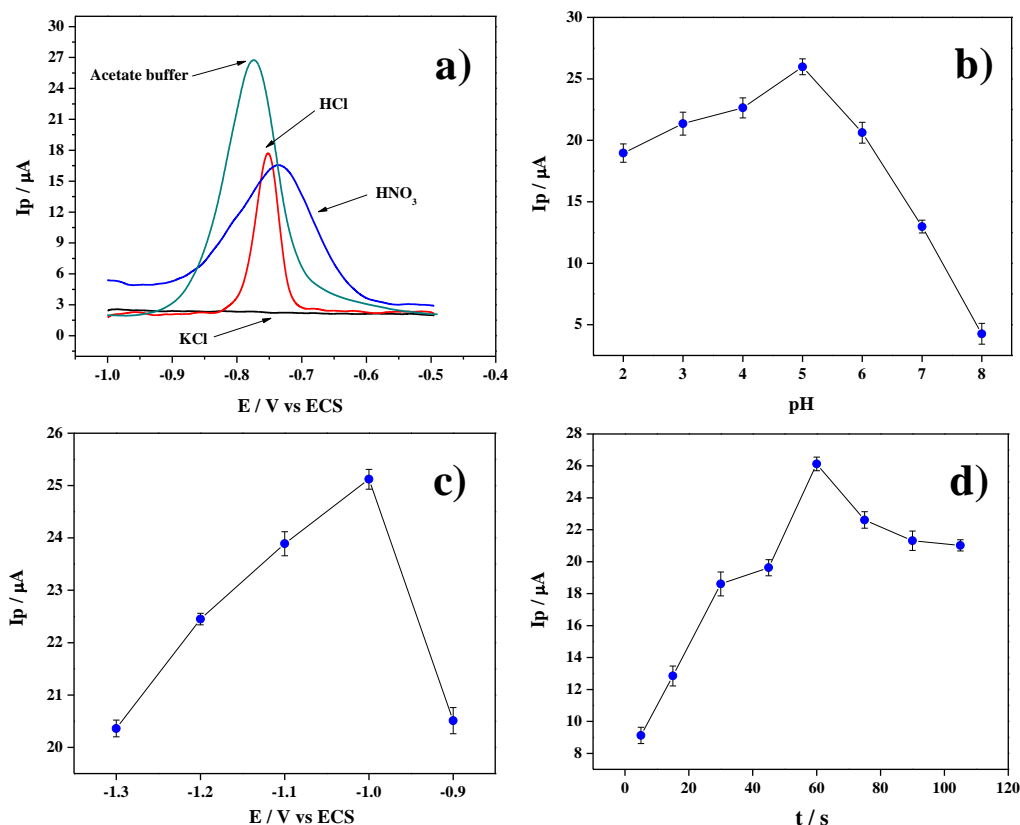 a)
Ip / µA
30
27
24
21
18
15
12
9
6
3
0
Acetate buffer
HCl
HNO₃
KCl
-1.0 -0.9 -0.8 -0.7 -0.6 -0.5 -0.4
E / V vs ECS
b)
Ip / µA
30
25
20
15
10
5
2 3 4 5 6 7 8
pH
c)
Ip / µA
26
25
24
23
22
21
20
-1.3 -1.2 -1.1 -1.0 -0.9
E / V vs ECS
d)
Ip / µA
28
26
24
22
20
18
16
14
12
10
8
0 20 40 60 80 100 120
t / s